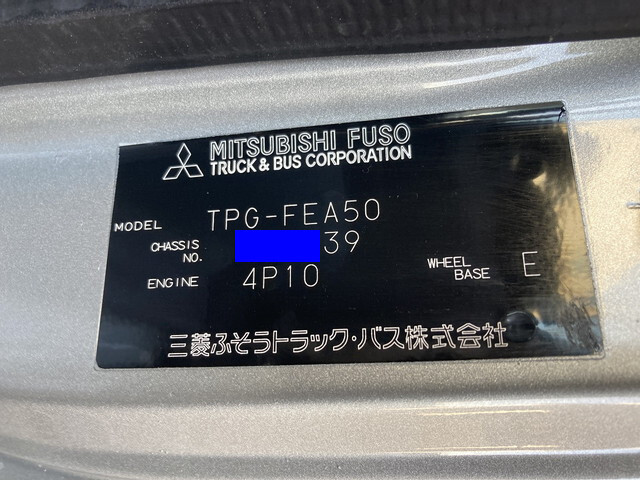 MITSUBISHI FUSO
TRUCK & BUS CORPORATION
MODEL TPG-FEA50
CHASSIS NO. 39
ENGINE 4P10
WHEEL BASE E
三菱ふそうトラック・バス株式会社